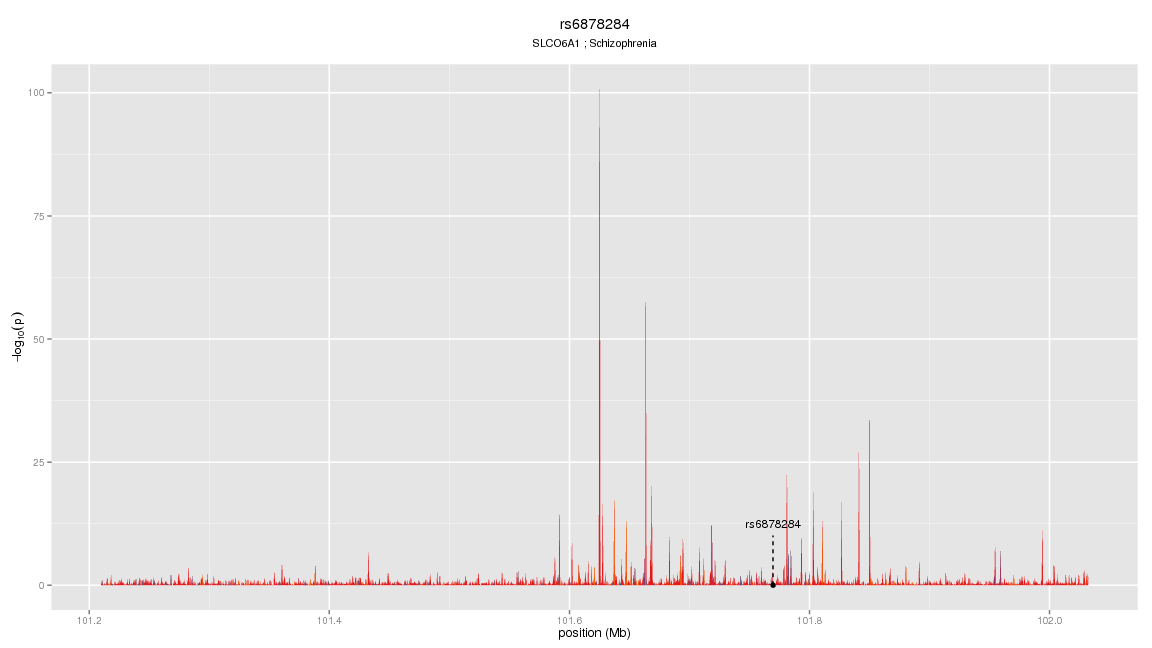 rs6878284
SLCO6A1 ; Schizophrenia
100
75
50
25
0
−log10(p)
rs6878284
101.2 101.4 101.6 101.8 102.0
position (Mb)